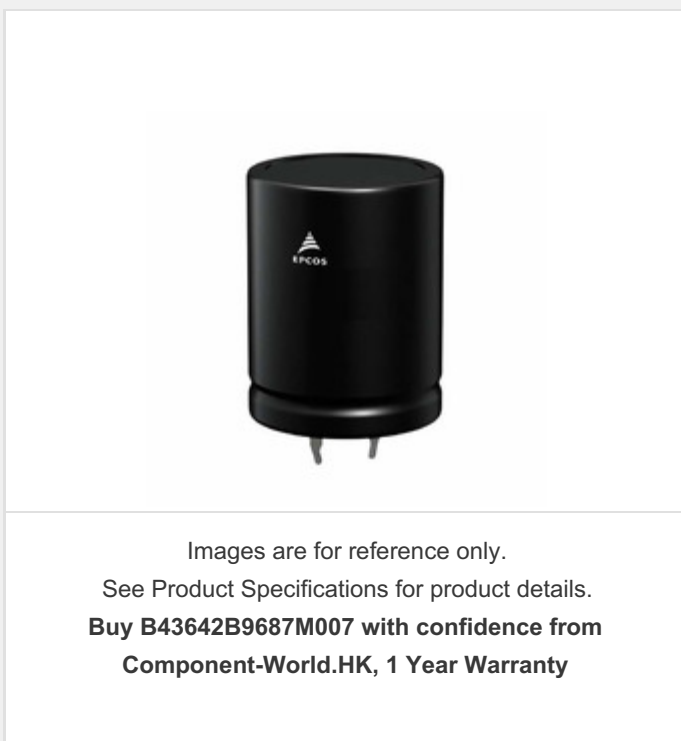 EPCOS
Images are for reference only.
See Product Specifications for product details.
Buy B43642B9687M007 with confidence from
Component-World.HK, 1 Year Warranty